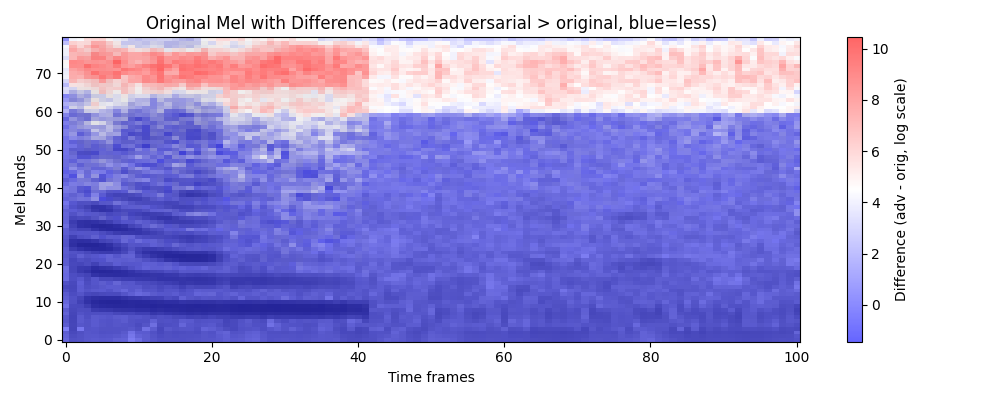 Original Mel with Differences (red=adversarial > original, blue=less)
Mel bands
70
60
50
40
30
20
10
0
0 20 40 60 80 100
Time frames
10
8
6
4
2
0
Difference (adv - orig, log scale)